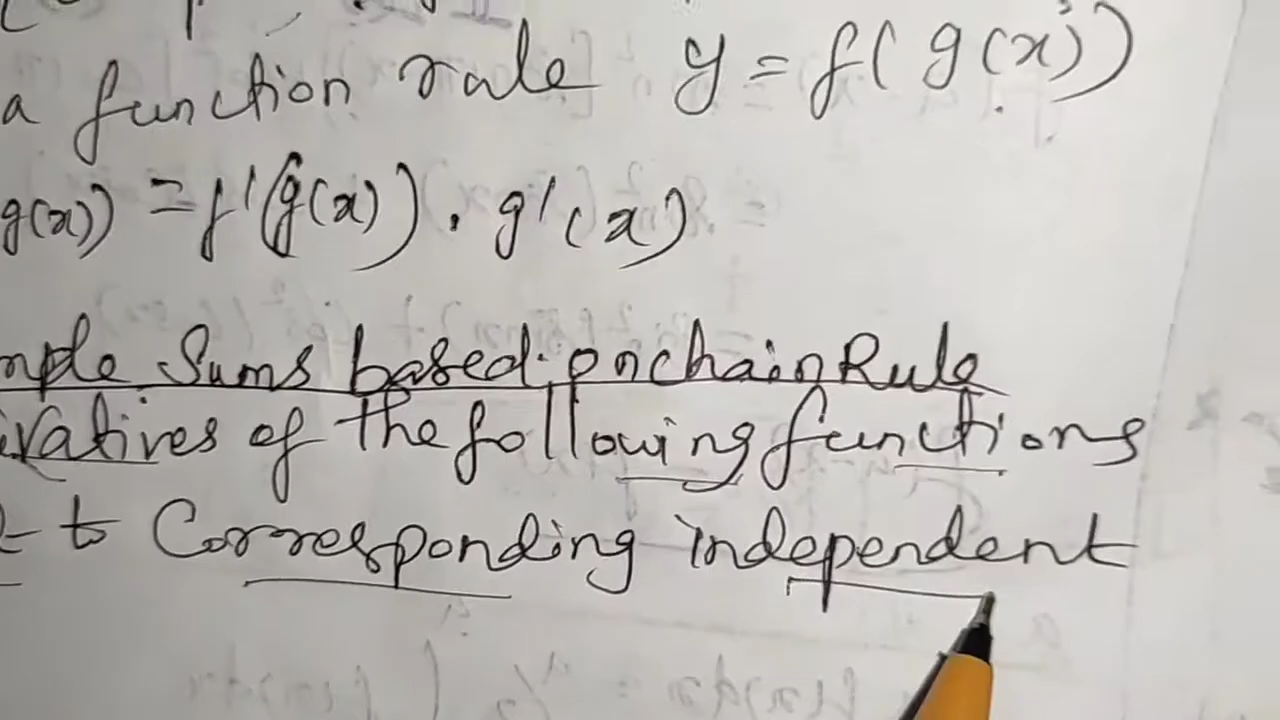 a function rule y = f(g(x))
g(x)) = f'(g(x)) . g'(x)
mple Sums based on chain Rule
ivatives of the following functions
to Corresponding independent